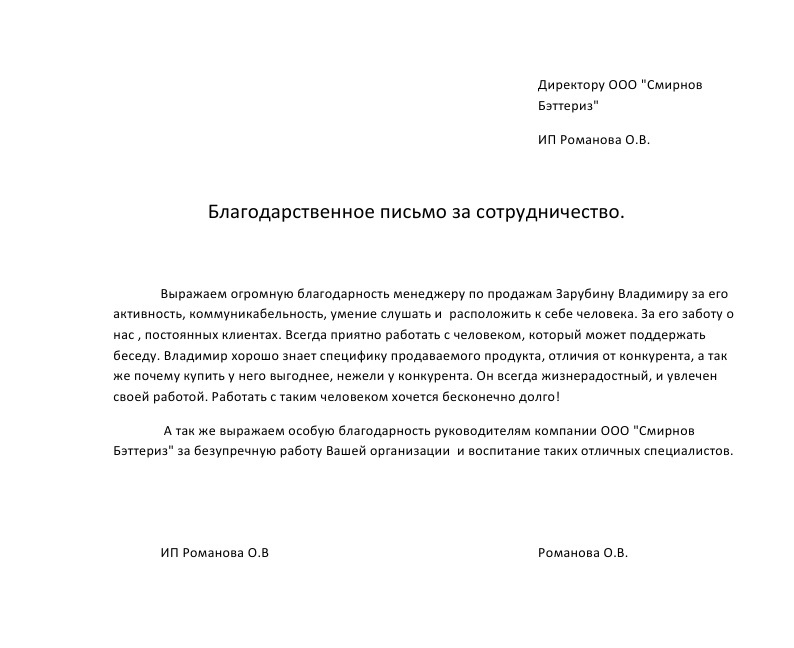 Директору ООО "Смирнов
Бэттериз"
ИП Романова О.В.
Благодарственное письмо за сотрудничество.
Выражаем огромную благодарность менеджеру по продажам Зарубину Владимиру за его
активность, коммуникабельность, умение слушать и  расположить к себе человека. За его заботу о
нас , постоянных клиентах. Всегда приятно работать с человеком, который может поддержать
беседу. Владимир хорошо знает специфику продаваемого продукта, отличия от конкурента, а так
же почему купить у него выгоднее, нежели у конкурента. Он всегда жизнерадостный, и увлечен
своей работой. Работать с таким человеком хочется бесконечно долго!
А так же выражаем особую благодарность руководителям компании ООО "Смирнов
Бэттериз" за безупречную работу Вашей организации  и воспитание таких отличных специалистов.
ИП Романова О.В
Романова О.В.